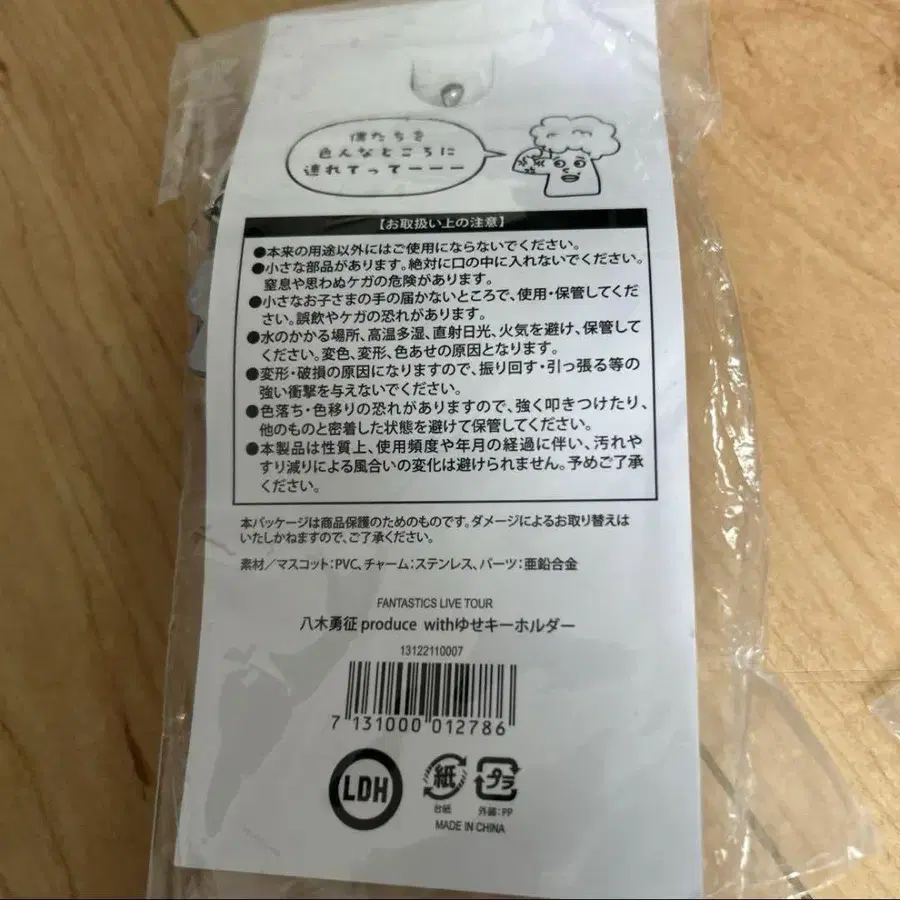 僕たちを
色んなところに
連れてってーーー
【お取扱い上の注意】
●本来の用途以外にはご使用にならないでください。
●小さな部品があります。絶対に口の中に入れないでください。
窒息や思わぬケガの危険があります。
●小さなお子さまの手の届かないところで、使用・保管してくだ
さい。誤飲やケガの恐れがあります。
●水のかかる場所、高温多湿、直射日光、火気を避け、保管して
ください。変色、変形、色あせの原因となります。
●変形・破損の原因になりますので、振り回す・引っ張る等の
強い衝撃を与えないでください。
●色落ち・色移りの恐れがありますので、強く叩きつけたり、
他のものと密着した状態を避けて保管してください。
●本製品は性質上、使用頻度や年月の経過に伴い、汚れや
すり減りによる風合いの変化は避けられません。予めご了承
ください。
本パッケージは商品保護のためのものです。ダメージによるお取り替えは
いたしかねますので、ご了承ください。
素材/マスコット:PVC、チャーム:ステンレス、パーツ:亜鉛合金
FANTASTICS LIVE TOUR
八木勇征 produce withゆせキーホルダー
13122110007
7 131000 012786
LDH
紙
プラ
台紙
外装:PP
MADE IN CHINA